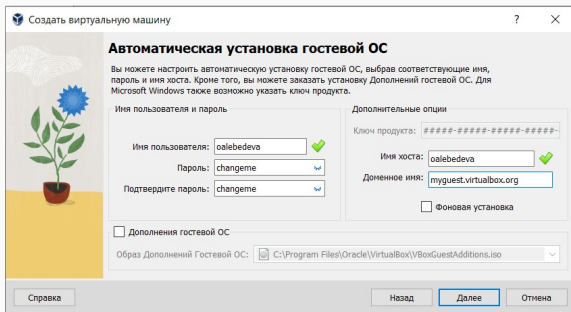 Создать виртуальную машину
Автоматическая установка гостевой ОС
Вы можете настроить автоматическую установку гостевой ОС, выбрав соответствующие имя,
пароль и имя хоста. Кроме того, вы можете заказать установку Дополнений гостевой ОС. Для
Microsoft Windows также возможно указать ключ продукта.
Имя пользователя и пароль
Имя пользователя: oalebedeva
Пароль: changeme
Подтвердите пароль: changeme
Дополнительные опции
Ключ продукта: #####-#####-#####-#####-
Имя хоста: oalebedeva
Доменное имя: myguest.virtualbox.org
Фоновая установка
Дополнения гостевой ОС
Образ Дополнений Гостевой ОС: C:\Program Files\Oracle\VirtualBox\VBoxGuestAdditions.iso
Справка Назад Далее Отмена